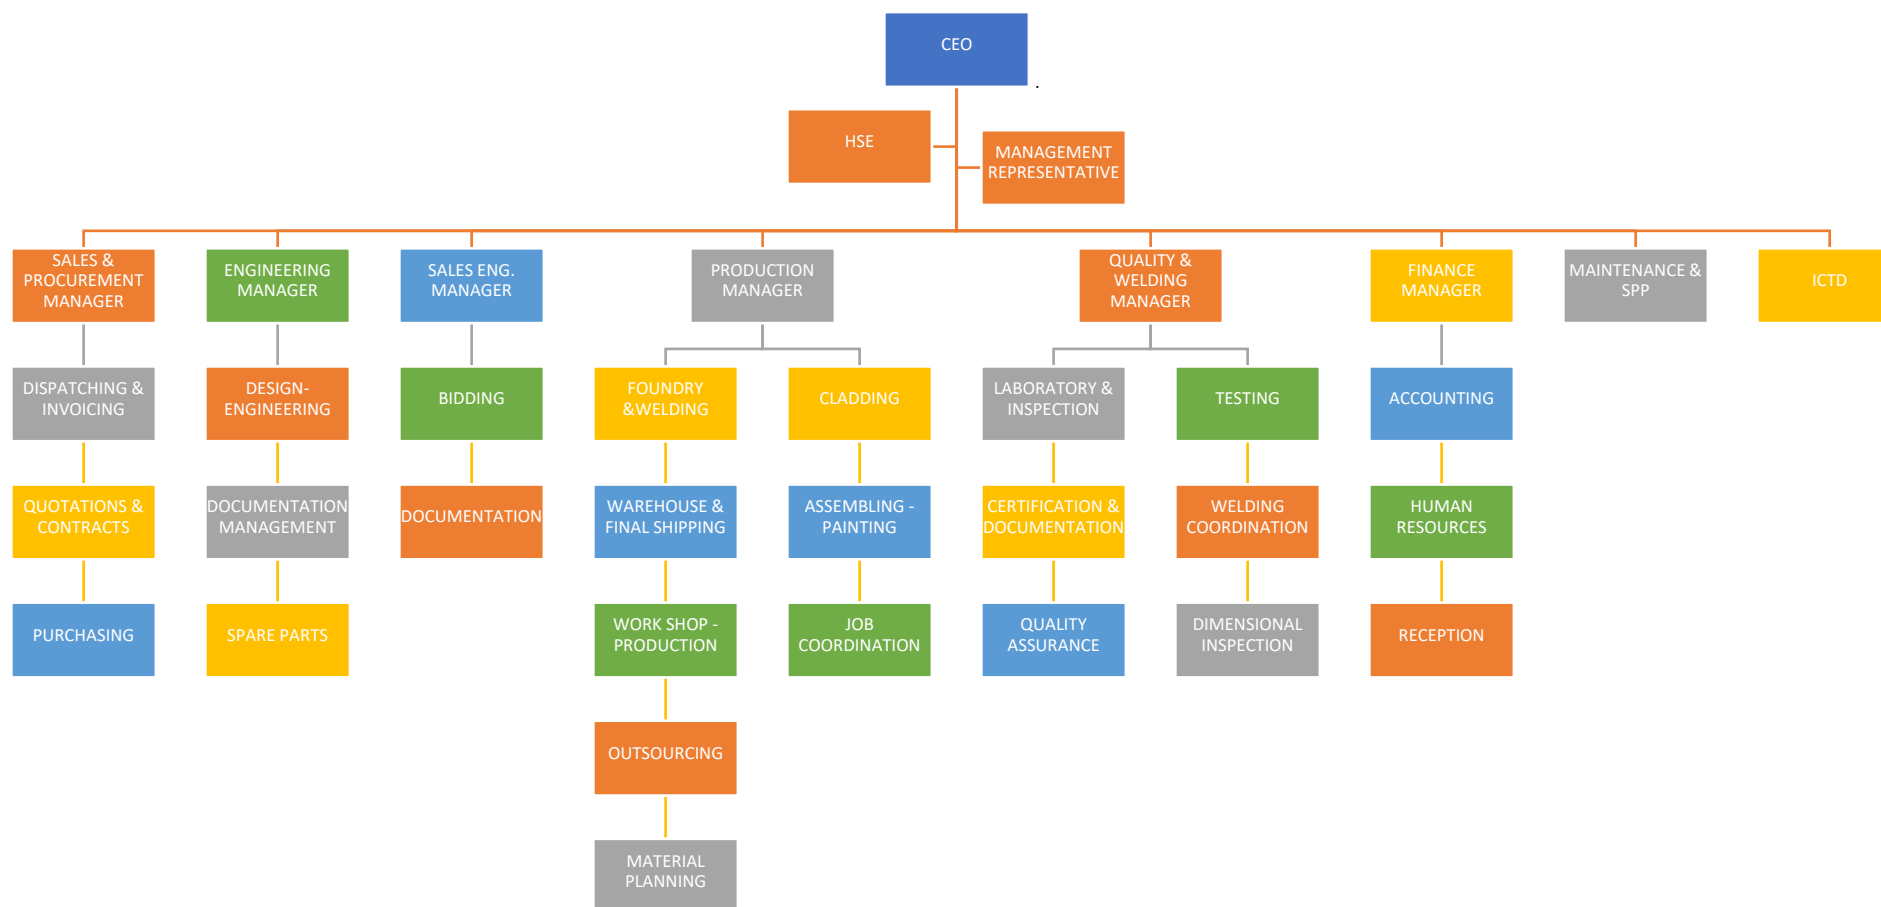 CEO
.
HSE
MANAGEMENT
REPRESENTATIVE
SALES &
PROCUREMENT
MANAGER
ENGINEERING
MANAGER
SALES ENG.
MANAGER
PRODUCTION
MANAGER
QUALITY &
WELDING
MANAGER
FINANCE
MANAGER
MAINTENANCE &
SPP
ICTD
DISPATCHING &
INVOICING
DESIGN-
ENGINEERING
BIDDING
FOUNDRY
&WELDING
CLADDING
LABORATORY &
INSPECTION
TESTING
ACCOUNTING
QUOTATIONS &
CONTRACTS
DOCUMENTATION
MANAGEMENT
DOCUMENTATION
WAREHOUSE &
FINAL SHIPPING
ASSEMBLING -
PAINTING
CERTIFICATION &
DOCUMENTATION
WELDING
COORDINATION
HUMAN
RESOURCES
PURCHASING
SPARE PARTS
WORK SHOP -
PRODUCTION
JOB
COORDINATION
QUALITY
ASSURANCE
DIMENSIONAL
INSPECTION
RECEPTION
OUTSOURCING
MATERIAL
PLANNING